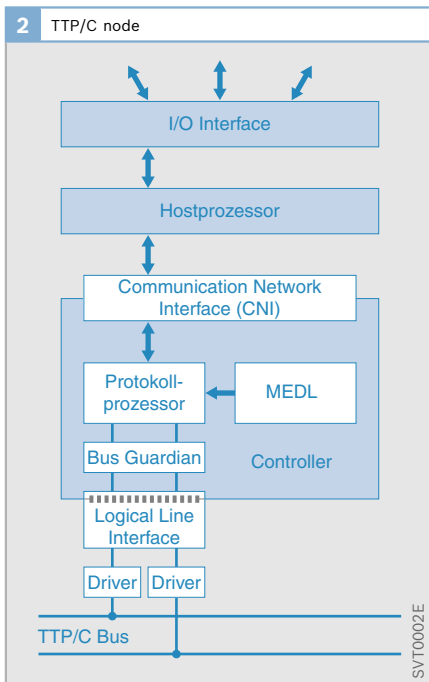 2 TTP/C node
I/O Interface
Hostprozessor
Communication Network
Interface (CNI)
Protokoll-
prozessor
MEDL
Bus Guardian
Controller
Logical Line
Interface
Driver Driver
TTP/C Bus
SVT0002E